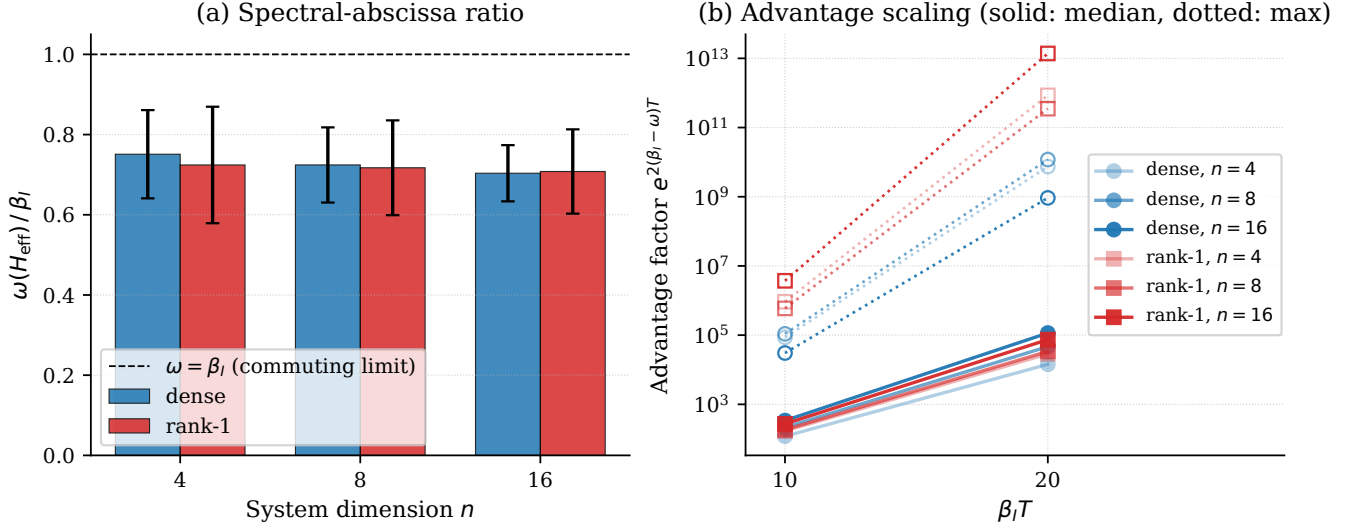 (a) Spectral-abscissa ratio
ω(H_eff) / β_I
1.0
0.8
0.6
0.4
0.2
0.0
ω = β_I (commuting limit)
dense
rank-1
4
8
16
System dimension n
(b) Advantage scaling (solid: median, dotted: max)
Advantage factor e^{2(β_I − ω)T}
10^13
10^11
10^9
10^7
10^5
10^3
dense, n = 4
dense, n = 8
dense, n = 16
rank-1, n = 4
rank-1, n = 8
rank-1, n = 16
10
20
β_I T